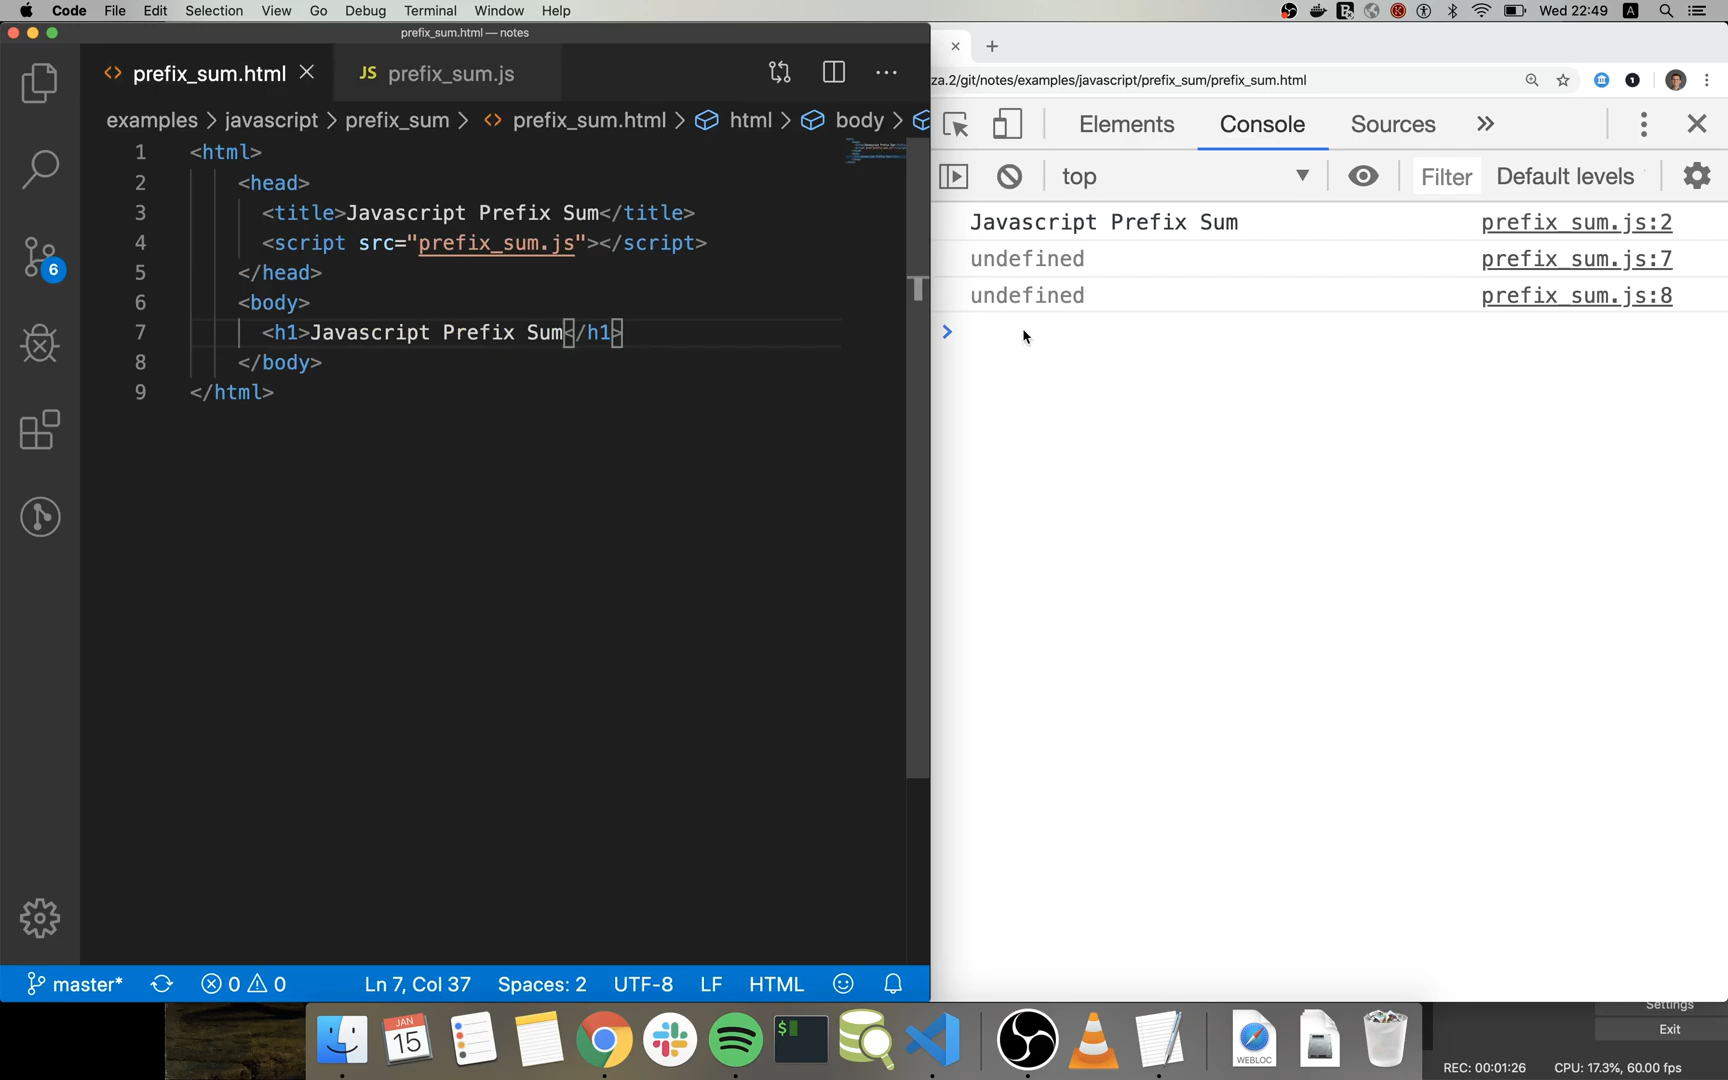 Code File Edit Selection View Go Debug Terminal Window Help Wed 22:49 A
prefix_sum.html — notes
prefix_sum.html JS prefix_sum.js
za.2/git/notes/examples/javascript/prefix_sum/prefix_sum.html
examples > javascript > prefix_sum > prefix_sum.html > html > body >
Elements Console Sources »
top Filter Default levels
1 <html>
2 <head>
3 <title>Javascript Prefix Sum</title>
4 <script src="prefix_sum.js"></script>
5 </head>
6 <body>
7 <h1>Javascript Prefix Sum</h1>
8 </body>
9 </html>
Javascript Prefix Sum prefix_sum.js:2
undefined prefix_sum.js:7
undefined prefix_sum.js:8
>
6
master* 0 0 Ln 7, Col 37 Spaces: 2 UTF-8 LF HTML
JAN
15
$
WEBLOC
Settings
Exit
REC: 00:01:26 CPU: 17.3%, 60.00 fps